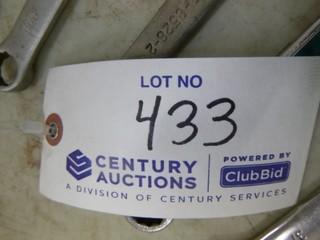 LOT NO
433
CENTURY AUCTIONS
POWERED BY
ClubBid
A DIVISION OF CENTURY SERVICES